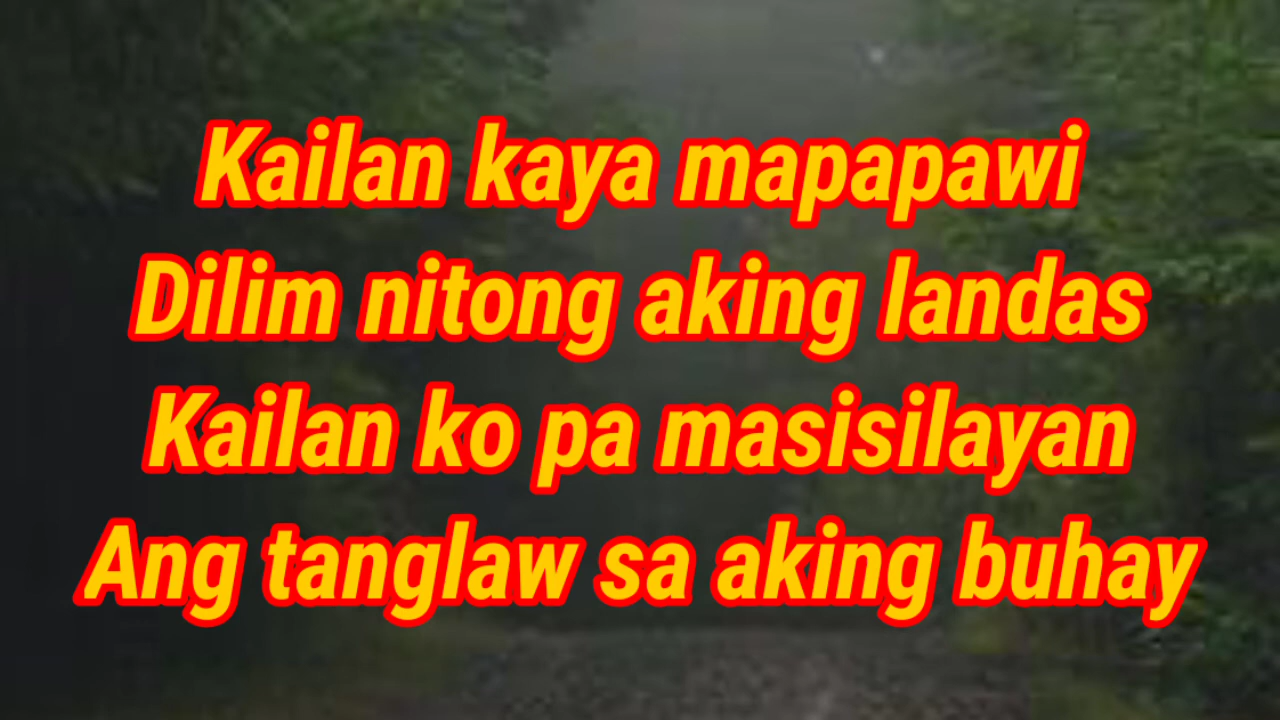 Kailan kaya mapapawi
Dilim nitong aking landas
Kailan ko pa masisilayan
Ang tanglaw sa aking buhay